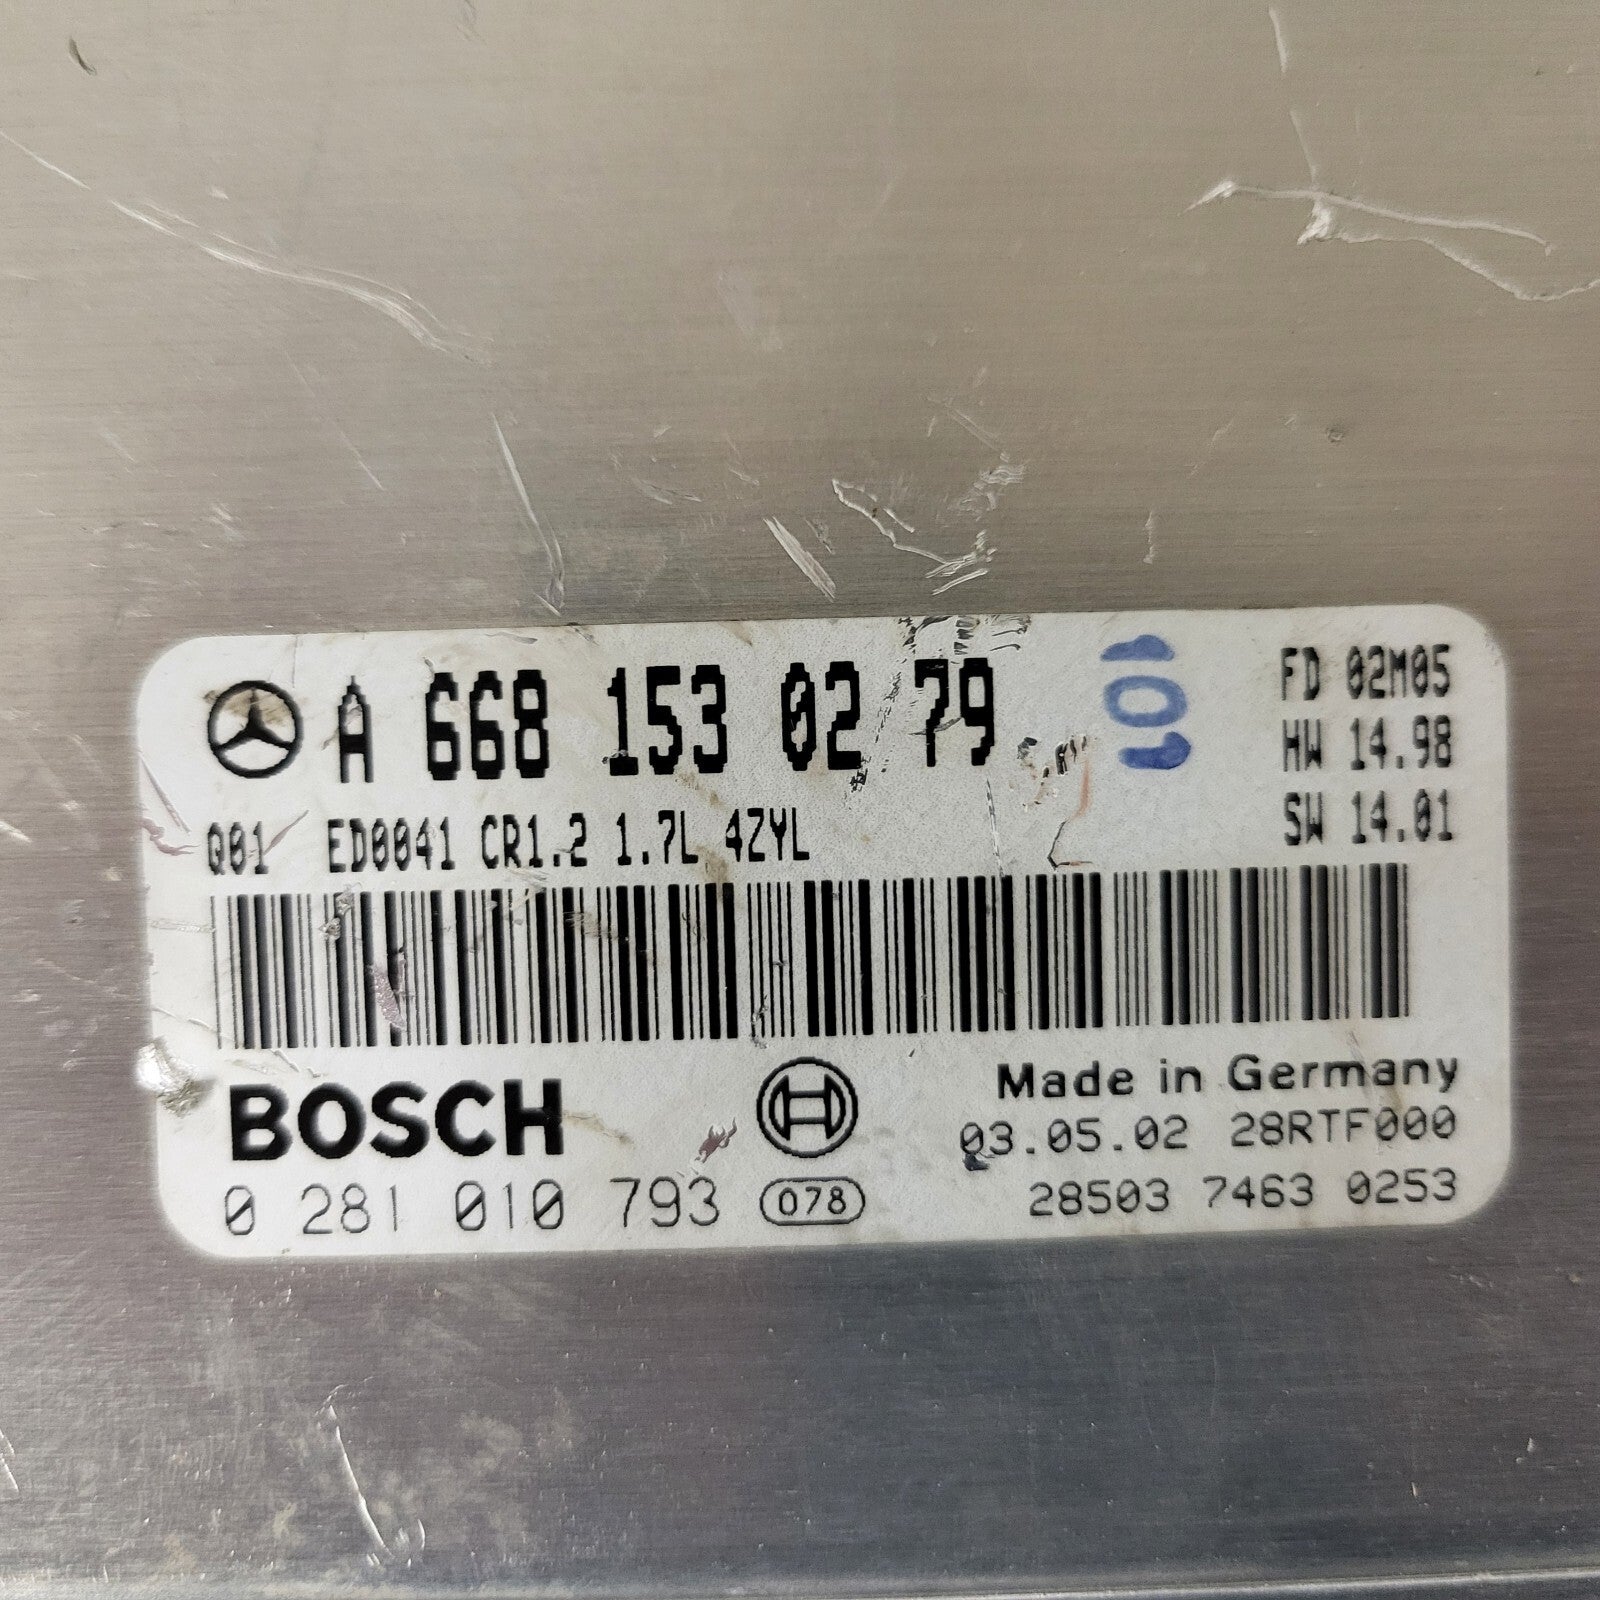 A 668 153 02 79
101
FD 02M05
HW 14.98
SW 14.01
Q01 ED0041 CR1.2 1.7L 4ZYL
BOSCH
Made in Germany
03.05.02 28RTF000
0 281 010 793 078
28503 7463 0253